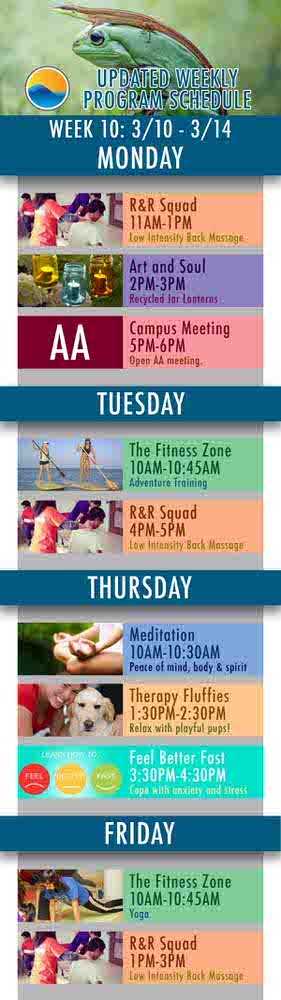 UPDATED WEEKLY
PROGRAM SCHEDULE
WEEK 10: 3/10 - 3/14
MONDAY
R&R Squad
11AM-1PM
Low Intensity Back Massage
Art and Soul
2PM-3PM
Recycled Jar Lanterns
AA
Campus Meeting
5PM-6PM
Open AA meeting.
TUESDAY
The Fitness Zone
10AM-10:45AM
Adventure Training
R&R Squad
4PM-5PM
Low Intensity Back Massage
THURSDAY
Meditation
10AM-10:30AM
Peace of mind, body & spirit
Therapy Fluffies
1:30PM-2:30PM
Relax with playful pups!
LEARN HOW TO:
FEEL BETTER FAST
Feel Better Fast
3:30PM-4:30PM
Cope with anxiety and stress
FRIDAY
The Fitness Zone
10AM-10:45AM
Yoga
R&R Squad
1PM-3PM
Low Intensity Back Massage